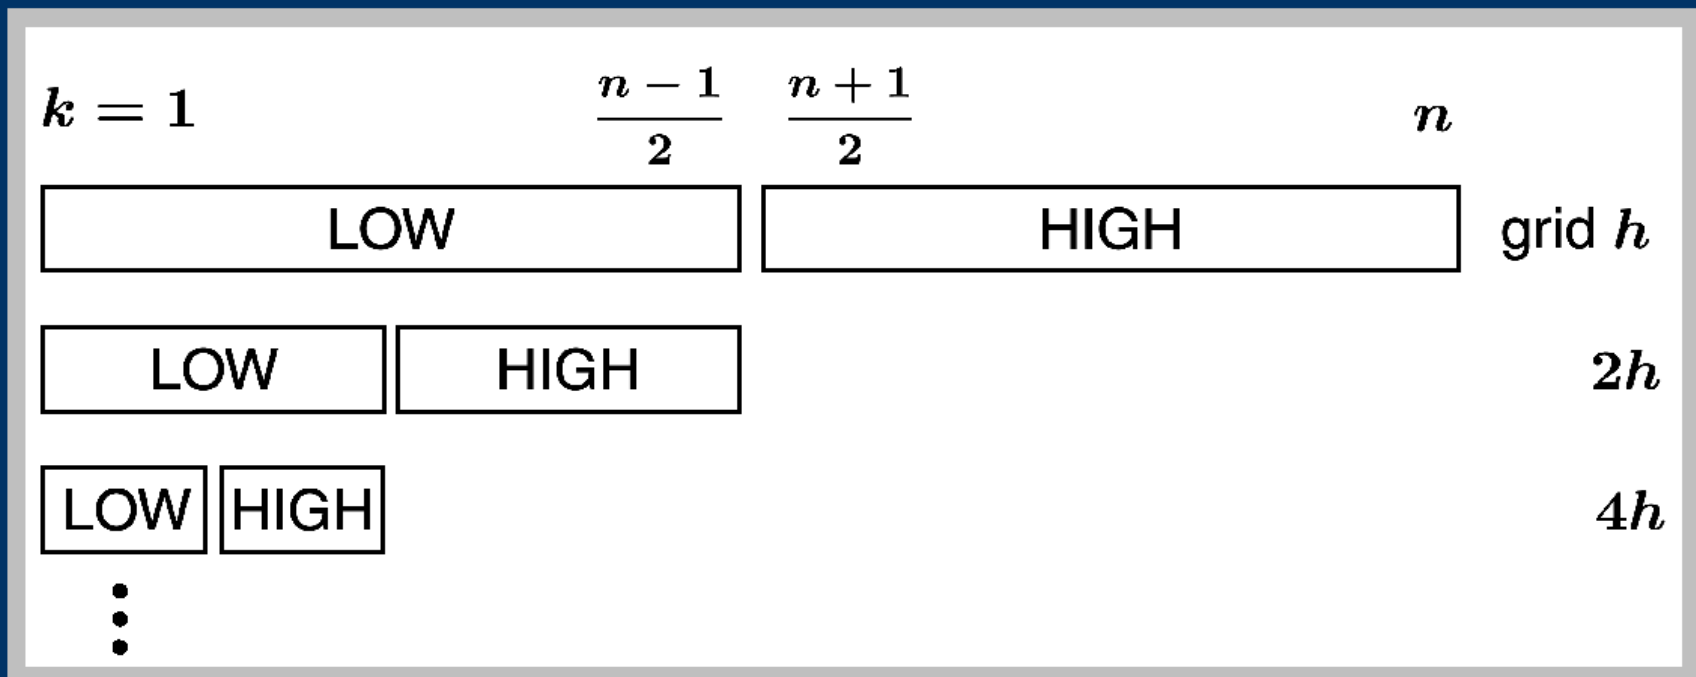 k = 1 (n − 1)/2 (n + 1)/2 n
LOW HIGH grid h
LOW HIGH 2h
LOW HIGH 4h